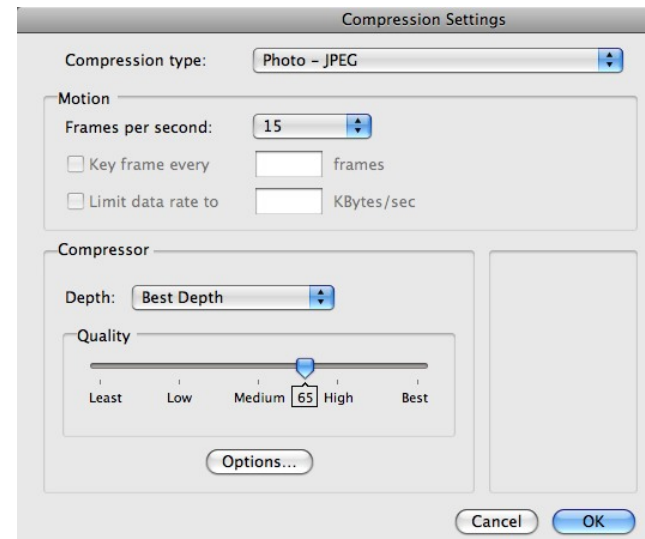 Compression Settings
Compression type: Photo – JPEG
Motion
Frames per second: 15
Key frame every frames
Limit data rate to KBytes/sec
Compressor
Depth: Best Depth
Quality
Least Low Medium 65 High Best
Options...
Cancel OK